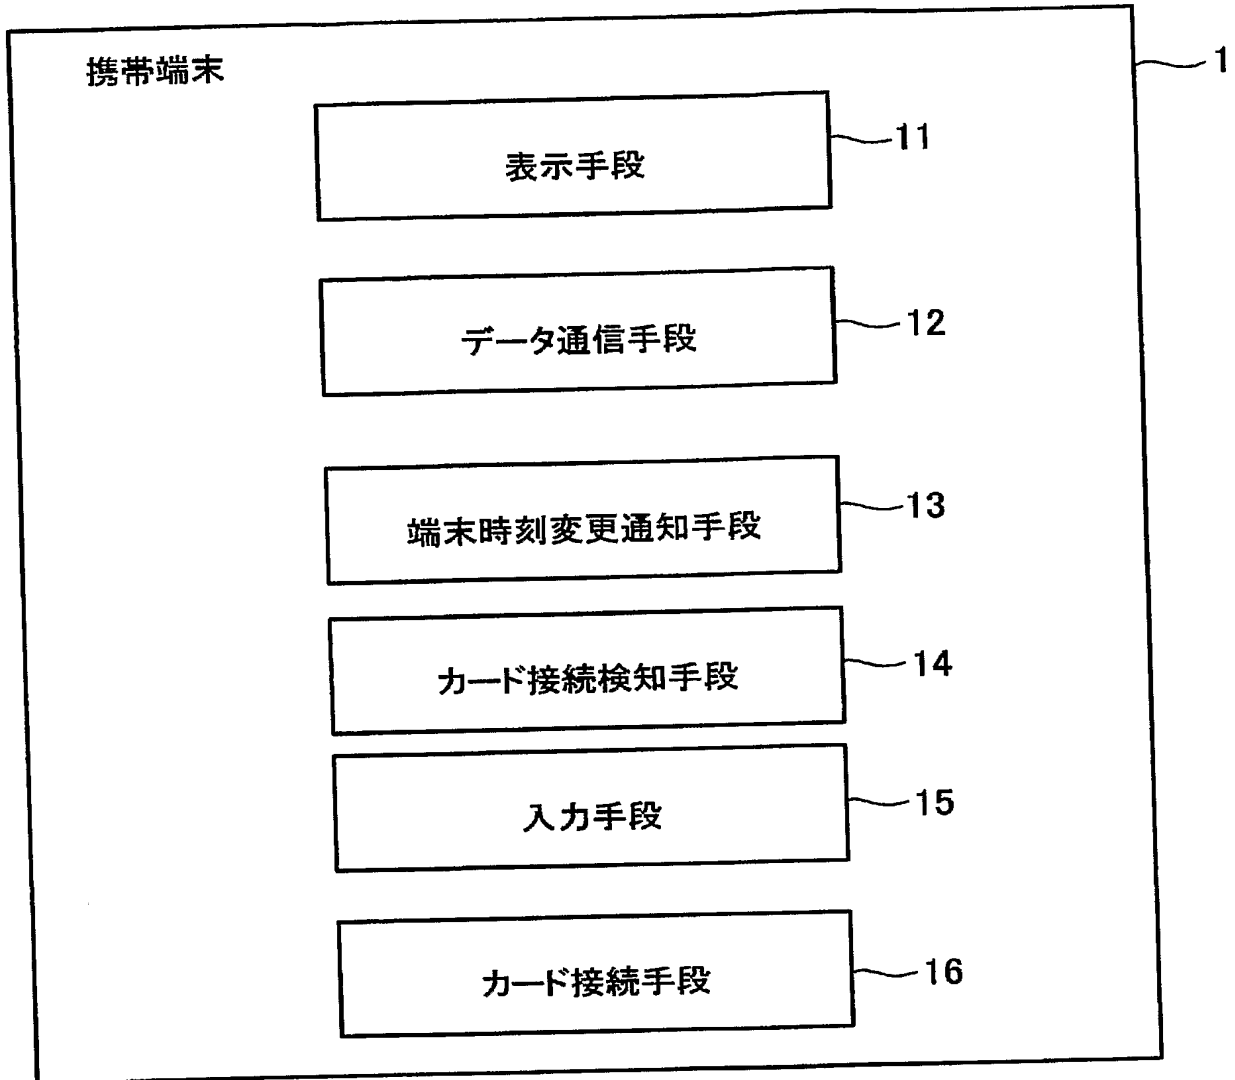 携帯端末
1
表示手段
11
データ通信手段
12
端末時刻変更通知手段
13
カード接続検知手段
14
入力手段
15
カード接続手段
16